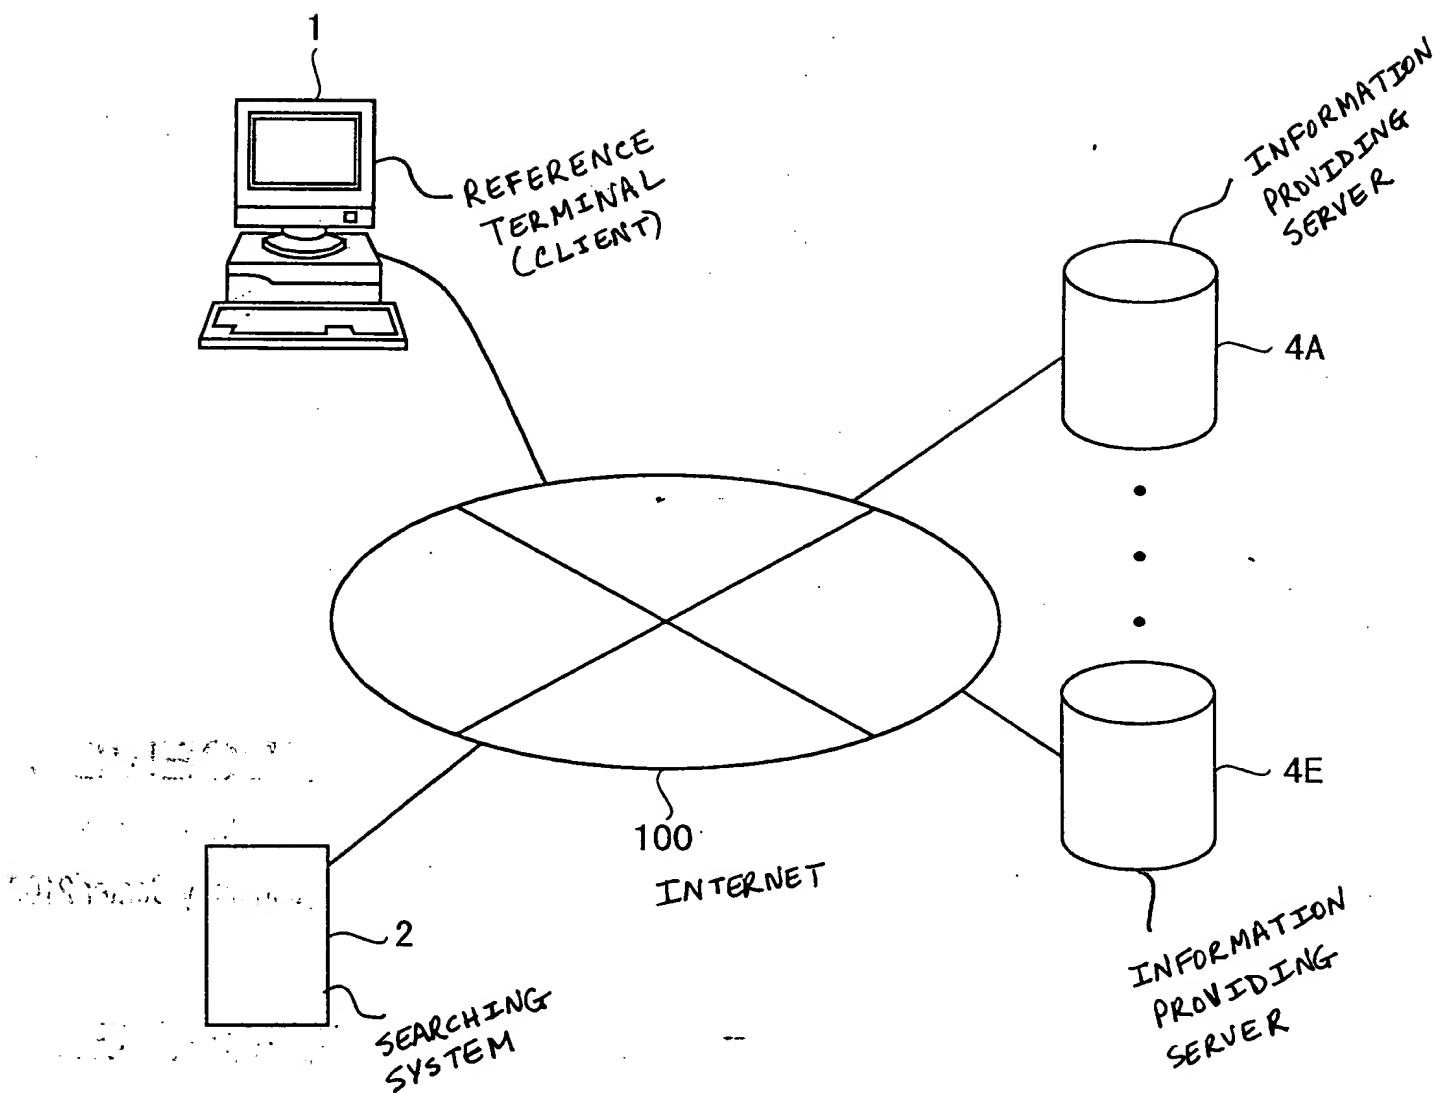 1
REFERENCE
TERMINAL
(CLIENT)
INFORMATION
PROVIDING
SERVER
4A
4E
100
INTERNET
2
SEARCHING
SYSTEM
INFORMATION
PROVIDING
SERVER